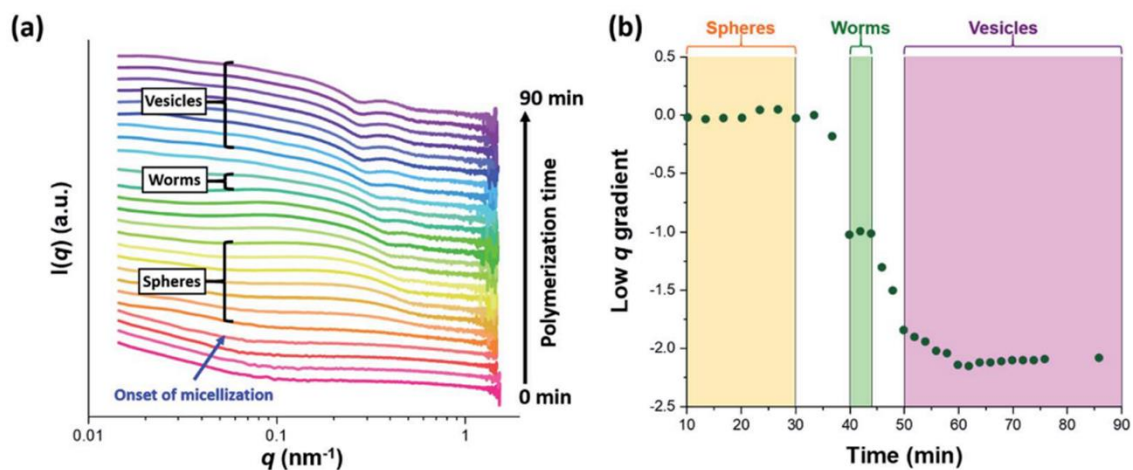 (a)
I(q) (a.u.)
Vesicles
Worms
Spheres
Onset of micellization
90 min
Polymerization time
0 min
0.01
0.1
1
q (nm⁻¹)
(b)
Spheres
Worms
Vesicles
Low q gradient
0.5
0.0
-0.5
-1.0
-1.5
-2.0
-2.5
10
20
30
40
50
60
70
80
90
Time (min)